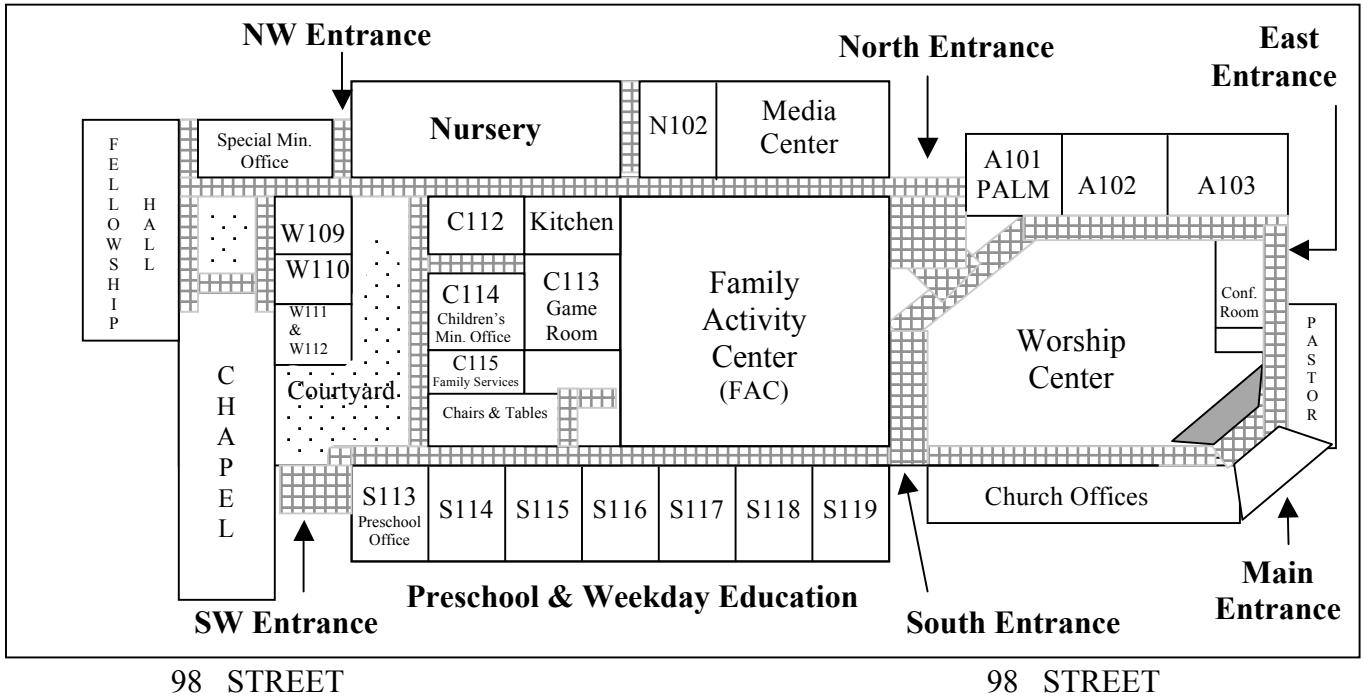 NW Entrance
North Entrance
East
Entrance
FELLOWSHIP
HALL
Special Min.
Office
Nursery
N102
Media
Center
A101
PALM
A102
A103
W109
W110
W111
&
W112
Courtyard
CHAPEL
C112
Kitchen
C114
Children's
Min. Office
C113
Game
Room
C115
Family Services
Chairs & Tables
Family
Activity
Center
(FAC)
Worship
Center
Conf.
Room
PASTOR
S113
Preschool
Office
S114
S115
S116
S117
S118
S119
Church Offices
Preschool & Weekday Education
SW Entrance
South Entrance
Main
Entrance
98 STREET
98 STREET